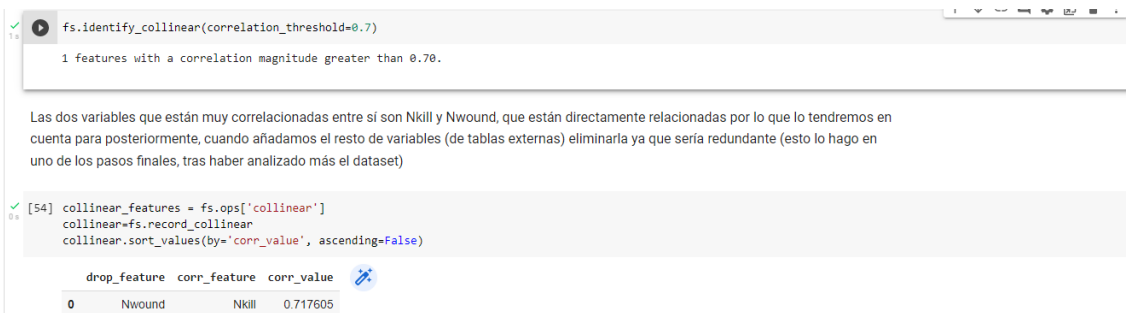 1s
fs.identify_collinear(correlation_threshold=0.7)
1 features with a correlation magnitude greater than 0.70.
Las dos variables que están muy correlacionadas entre sí son Nkill y Nwound, que están directamente relacionadas por lo que lo tendremos en
cuenta para posteriormente, cuando añadamos el resto de variables (de tablas externas) eliminarla ya que sería redundante (esto lo hago en
uno de los pasos finales, tras haber analizado más el dataset)
0s
[54] collinear_features = fs.ops['collinear']
collinear=fs.record_collinear
collinear.sort_values(by='corr_value', ascending=False)
drop_feature corr_feature corr_value
0 Nwound Nkill 0.717605